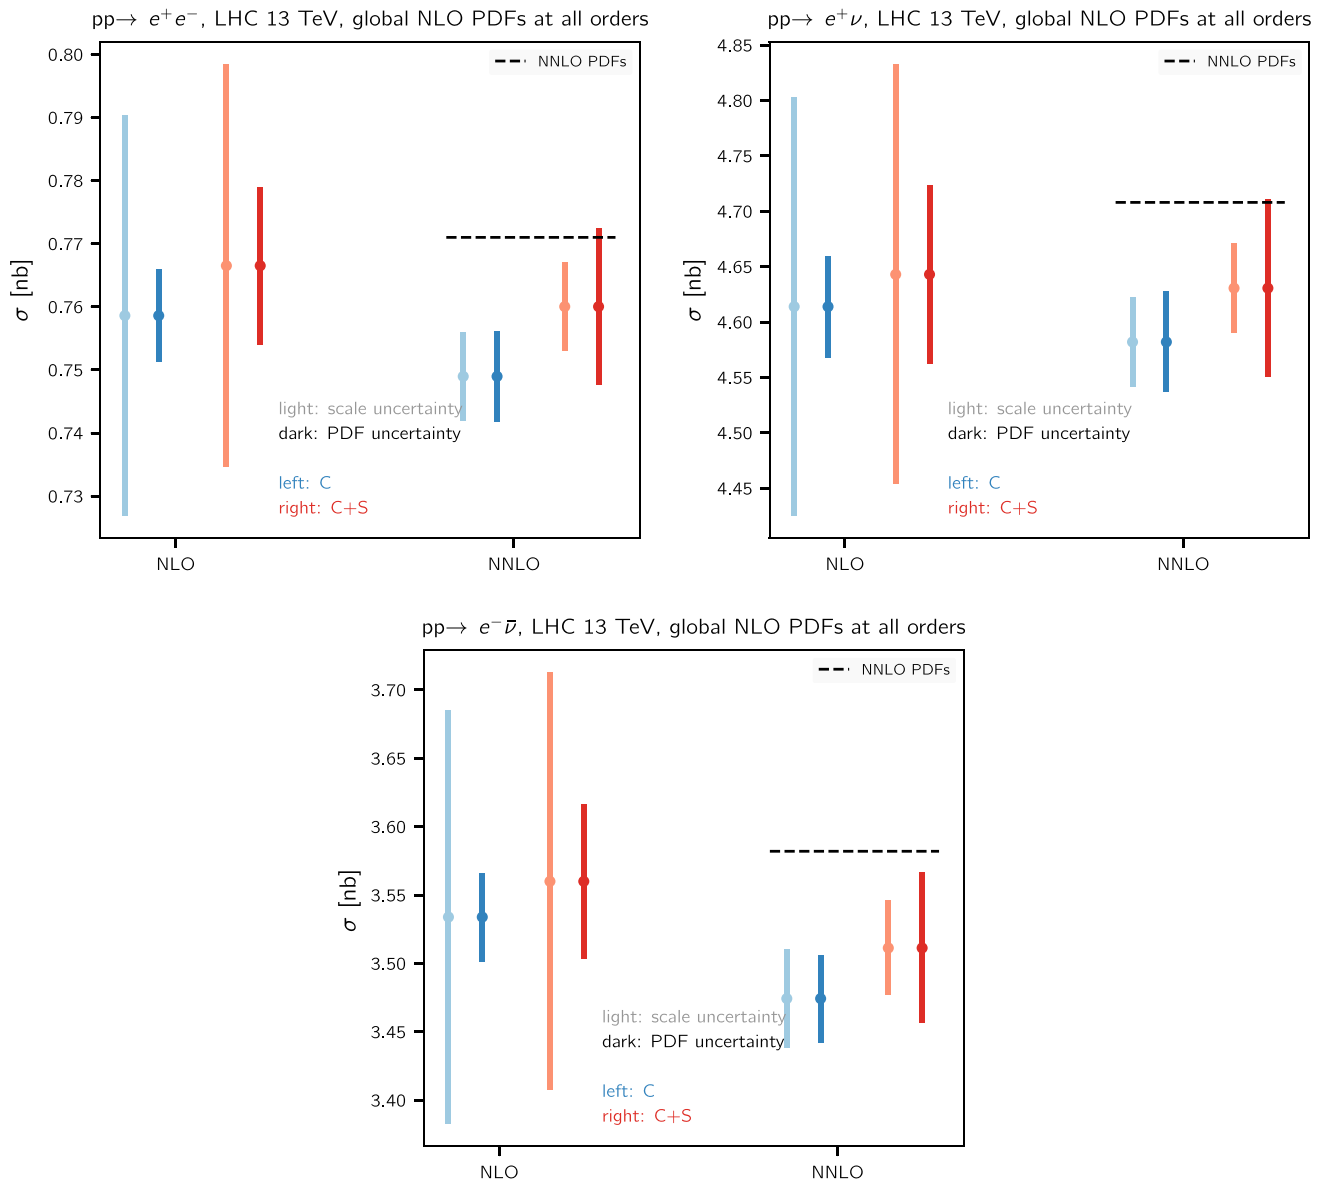 pp→ e⁺e⁻, LHC 13 TeV, global NLO PDFs at all orders
NNLO PDFs
0.80
0.79
0.78
0.77
0.76
0.75
0.74
0.73
σ [nb]
light: scale uncertainty
dark: PDF uncertainty
left: C
right: C+S
NLO
NNLO
pp→ e⁺ν, LHC 13 TeV, global NLO PDFs at all orders
NNLO PDFs
4.85
4.80
4.75
4.70
4.65
4.60
4.55
4.50
4.45
σ [nb]
light: scale uncertainty
dark: PDF uncertainty
left: C
right: C+S
NLO
NNLO
pp→ e⁻ν̄, LHC 13 TeV, global NLO PDFs at all orders
NNLO PDFs
3.70
3.65
3.60
3.55
3.50
3.45
3.40
σ [nb]
light: scale uncertainty
dark: PDF uncertainty
left: C
right: C+S
NLO
NNLO